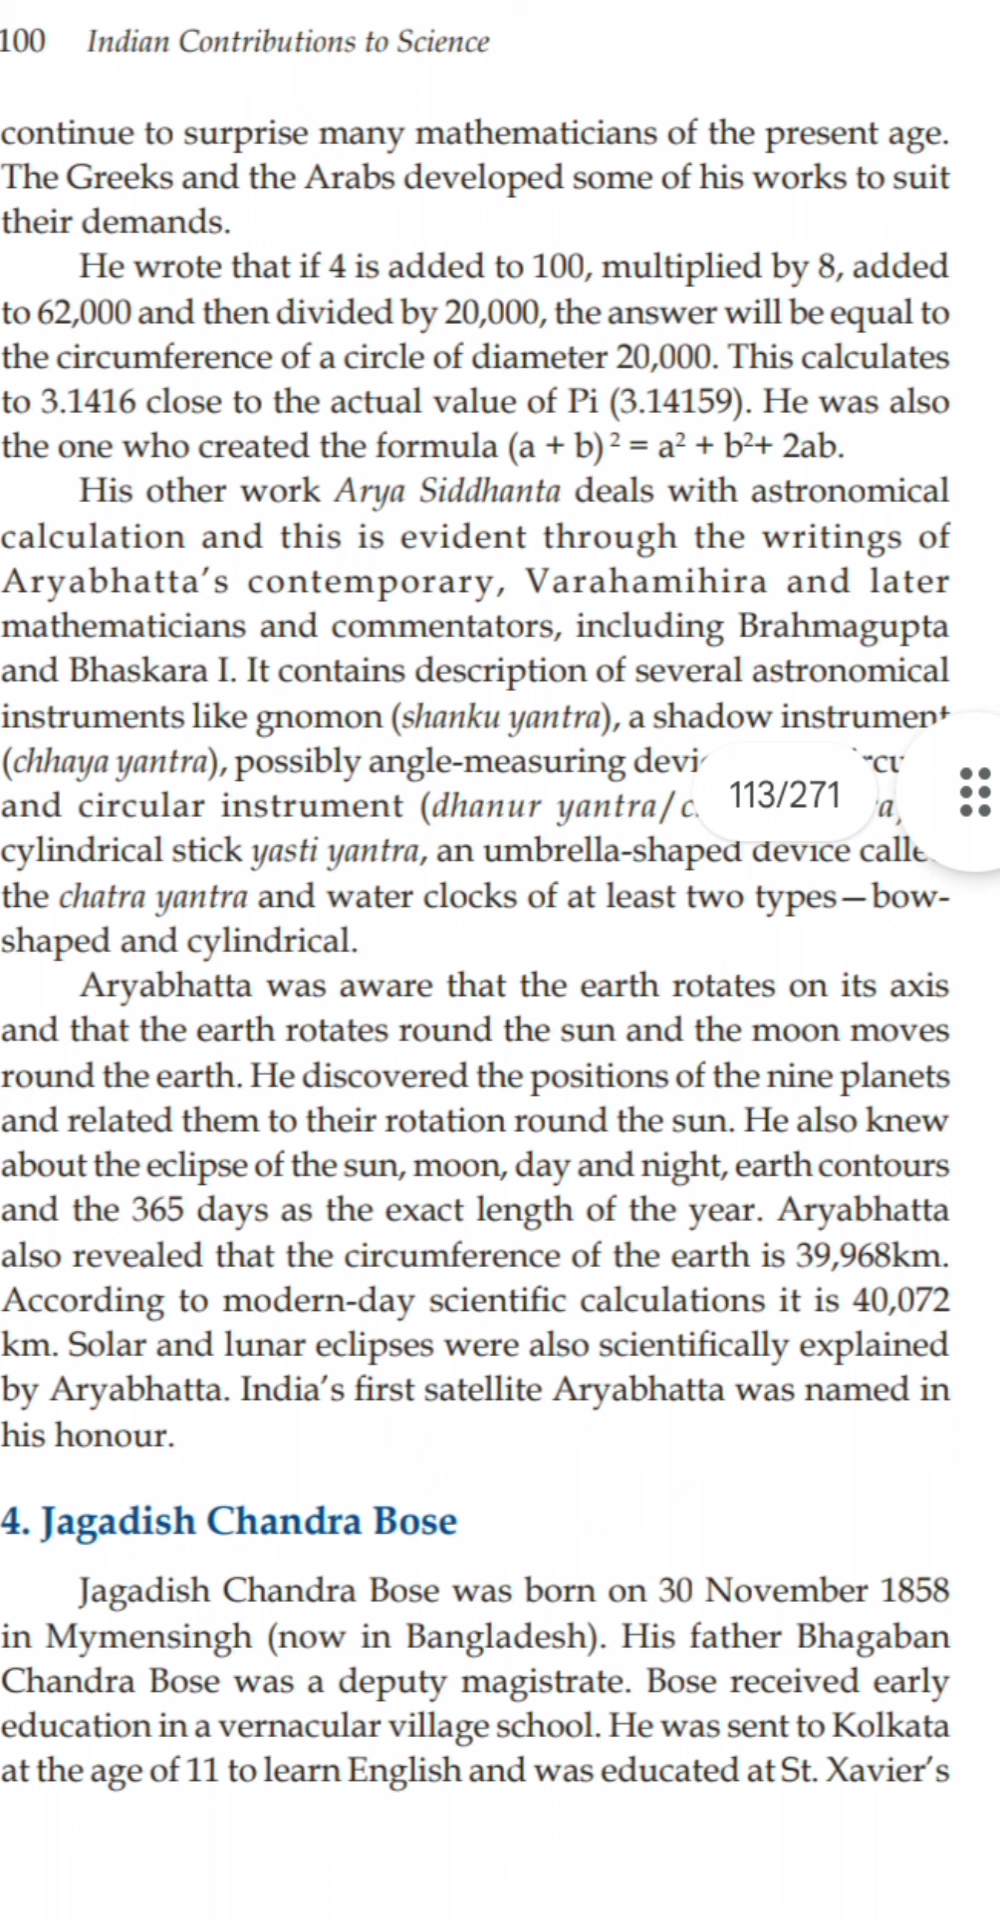 100 Indian Contributions to Science
continue to surprise many mathematicians of the present age.
The Greeks and the Arabs developed some of his works to suit
their demands.
He wrote that if 4 is added to 100, multiplied by 8, added
to 62,000 and then divided by 20,000, the answer will be equal to
the circumference of a circle of diameter 20,000. This calculates
to 3.1416 close to the actual value of Pi (3.14159). He was also
the one who created the formula (a + b) ² = a² + b²+ 2ab.
His other work Arya Siddhanta deals with astronomical
calculation and this is evident through the writings of
Aryabhatta's contemporary, Varahamihira and later
mathematicians and commentators, including Brahmagupta
and Bhaskara I. It contains description of several astronomical
instruments like gnomon (shanku yantra), a shadow instrument
(chhaya yantra), possibly angle-measuring
and circular instrument (dhanur yantra/
113/271
cylindrical stick yasti yantra, an umbrella-shaped device
the chatra yantra and water clocks of at least two types—bow-
shaped and cylindrical.
Aryabhatta was aware that the earth rotates on its axis
and that the earth rotates round the sun and the moon moves
round the earth. He discovered the positions of the nine planets
and related them to their rotation round the sun. He also knew
about the eclipse of the sun, moon, day and night, earth contours
and the 365 days as the exact length of the year. Aryabhatta
also revealed that the circumference of the earth is 39,968km.
According to modern-day scientific calculations it is 40,072
km. Solar and lunar eclipses were also scientifically explained
by Aryabhatta. India's first satellite Aryabhatta was named in
his honour.
4. Jagadish Chandra Bose
Jagadish Chandra Bose was born on 30 November 1858
in Mymensingh (now in Bangladesh). His father Bhagaban
Chandra Bose was a deputy magistrate. Bose received early
education in a vernacular village school. He was sent to Kolkata
at the age of 11 to learn English and was educated at St. Xavier's